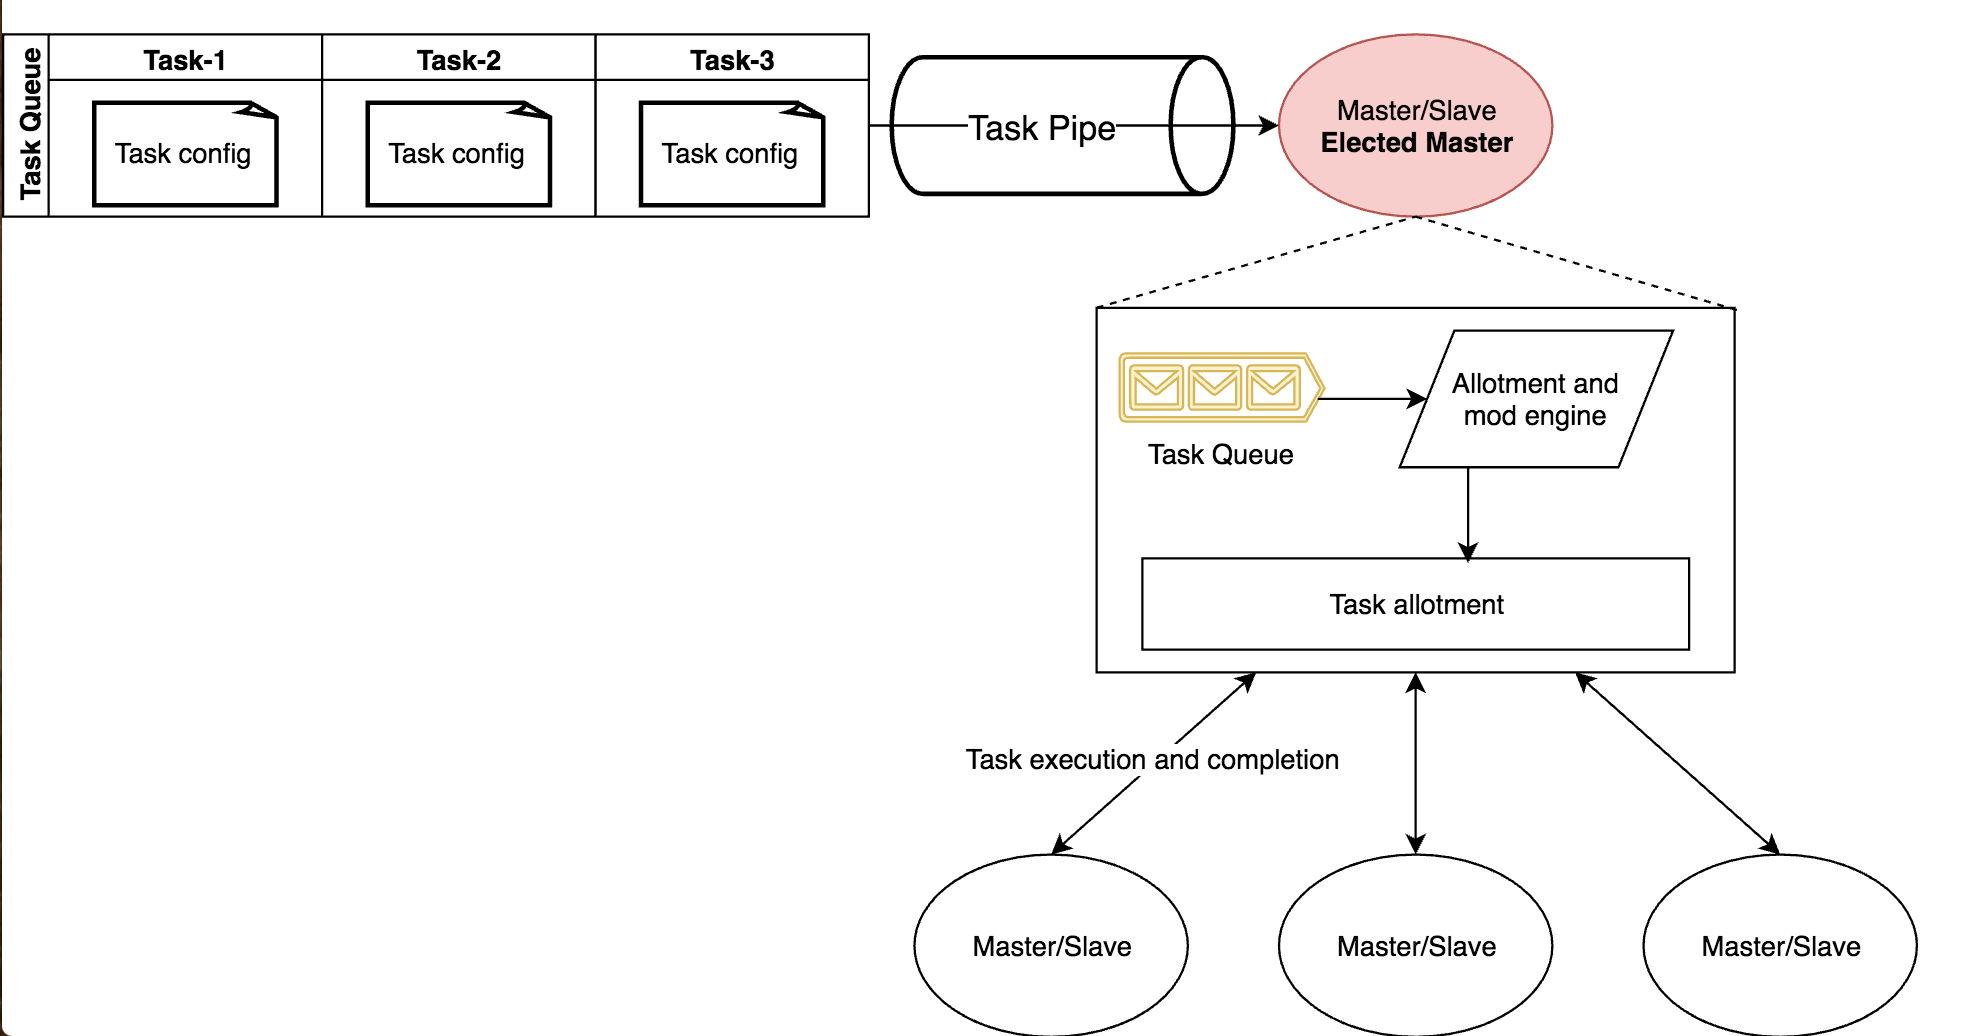 Task Queue
Task-1
Task-2
Task-3
Task config
Task config
Task config
Task Pipe
Master/Slave
Elected Master
Allotment and
mod engine
Task Queue
Task allotment
Task execution and completion
Master/Slave
Master/Slave
Master/Slave